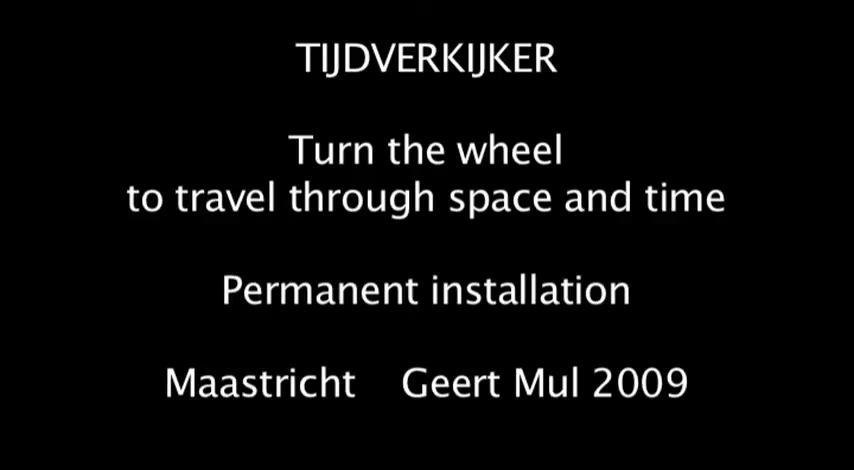 TIJDVERKIJKER
Turn the wheel
to travel through space and time
Permanent installation
Maastricht Geert Mul 2009